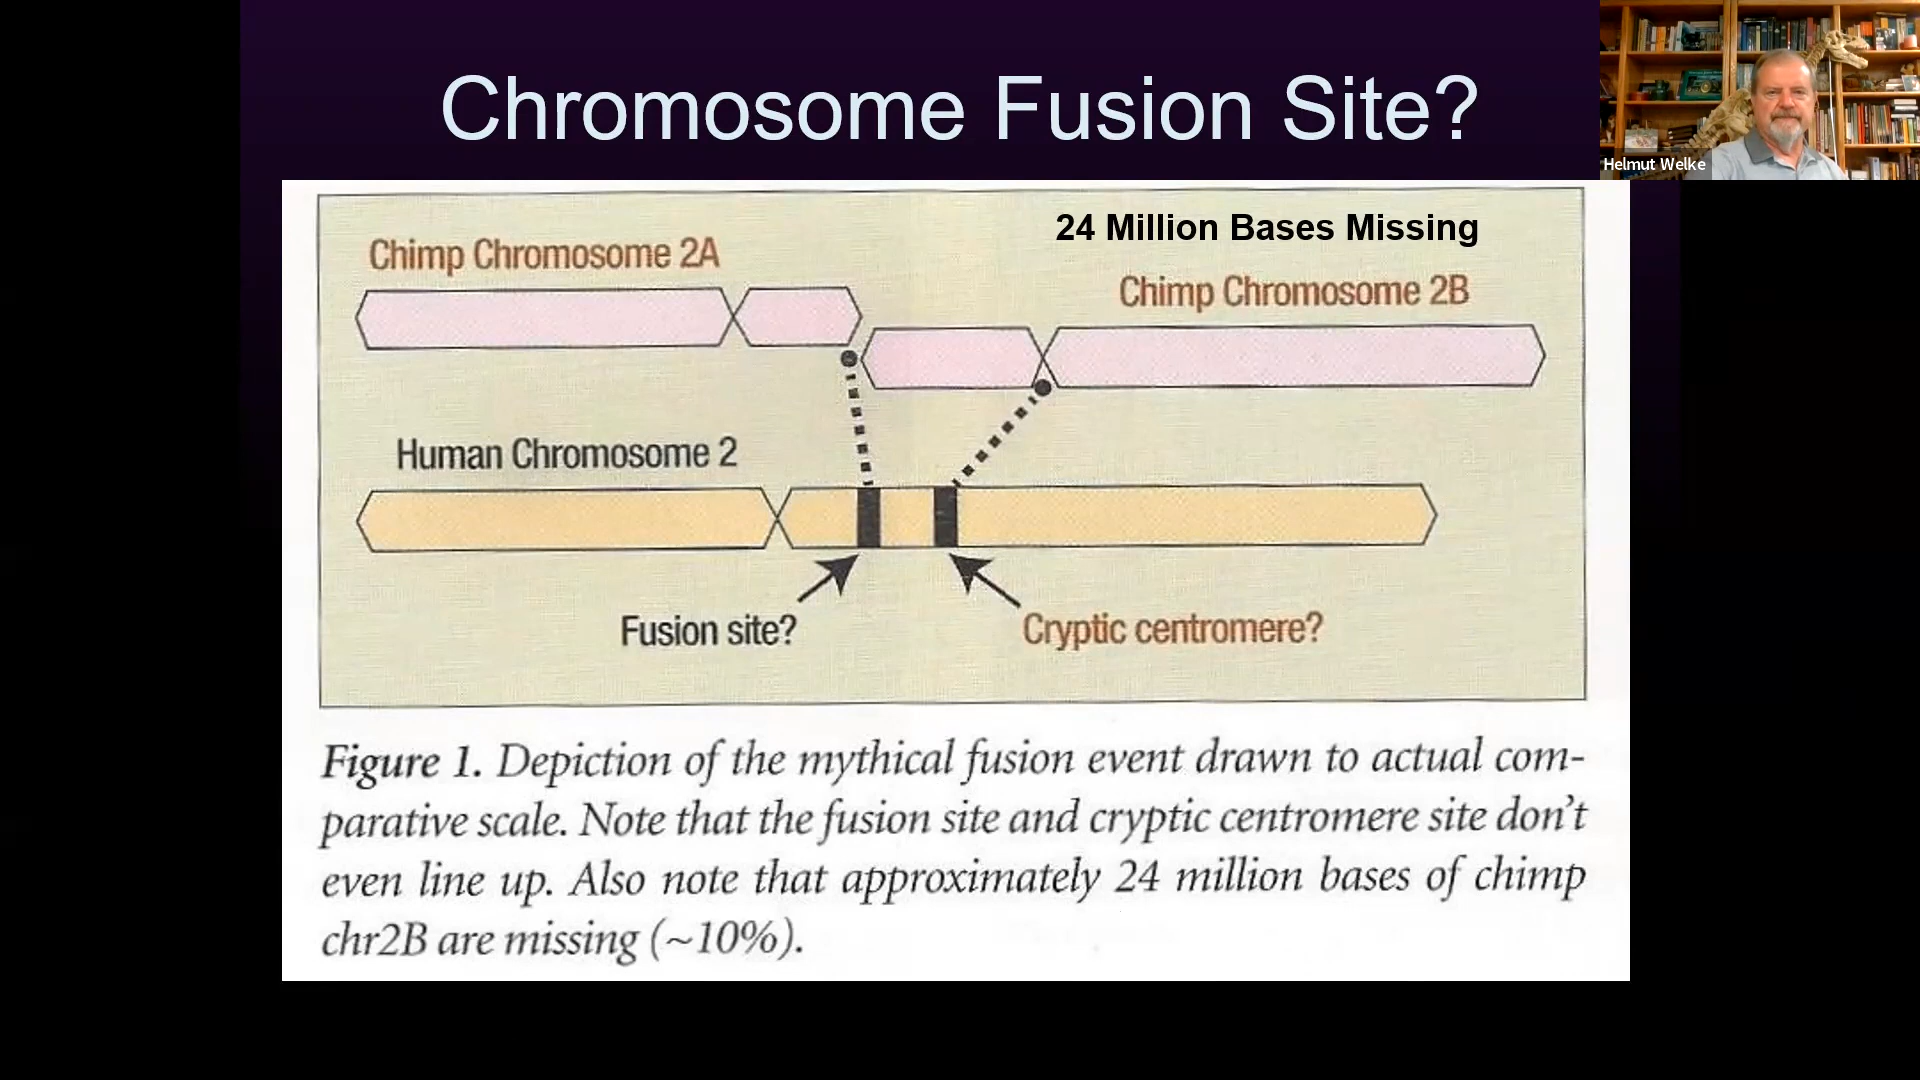 Chromosome Fusion Site?
Helmut Welke
24 Million Bases Missing
Chimp Chromosome 2A
Chimp Chromosome 2B
Human Chromosome 2
Fusion site?
Cryptic centromere?
Figure 1. Depiction of the mythical fusion event drawn to actual com-
parative scale. Note that the fusion site and cryptic centromere site don't
even line up. Also note that approximately 24 million bases of chimp
chr2B are missing (~10%).